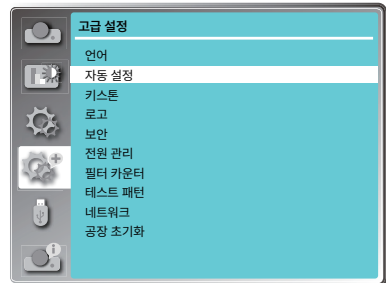 고급 설정
언어
자동 설정
키스톤
로고
보안
전원 관리
필터 카운터
테스트 패턴
네트워크
공장 초기화